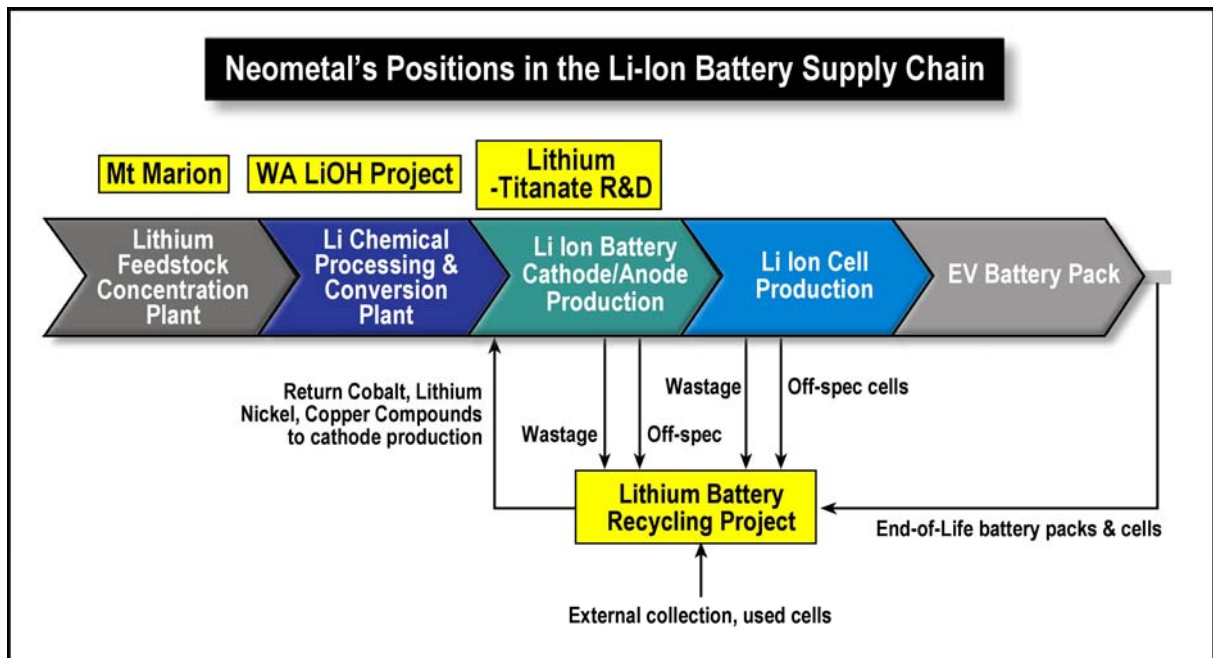 Neometal's Positions in the Li-Ion Battery Supply Chain
Mt Marion
WA LiOH Project
Lithium
-Titanate R&D
Lithium
Feedstock
Concentration
Plant
Li Chemical
Processing &
Conversion
Plant
Li Ion Battery
Cathode/Anode
Production
Li Ion Cell
Production
EV Battery Pack
Return Cobalt, Lithium
Nickel, Copper Compounds
to cathode production
Wastage
Off-spec
Wastage
Off-spec cells
Lithium Battery
Recycling Project
End-of-Life battery packs & cells
External collection, used cells